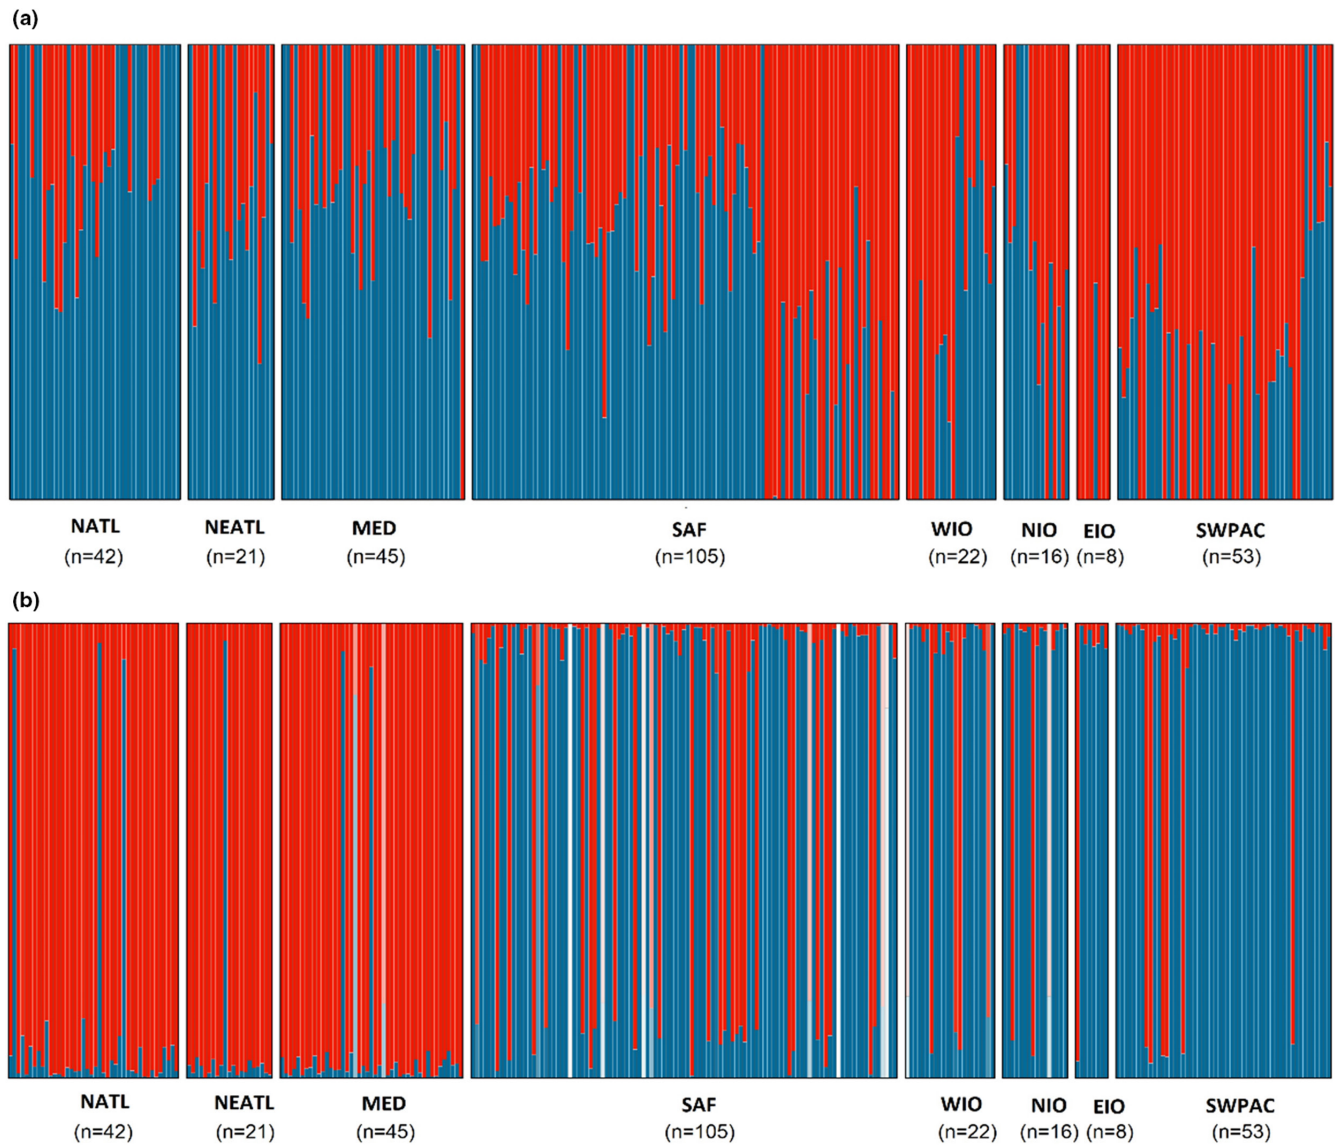 (a)
NATL NEATL MED SAF WIO NIO EIO SWPAC
(n=42) (n=21) (n=45) (n=105) (n=22) (n=16) (n=8) (n=53)
(b)
NATL NEATL MED SAF WIO NIO EIO SWPAC
(n=42) (n=21) (n=45) (n=105) (n=22) (n=16) (n=8) (n=53)